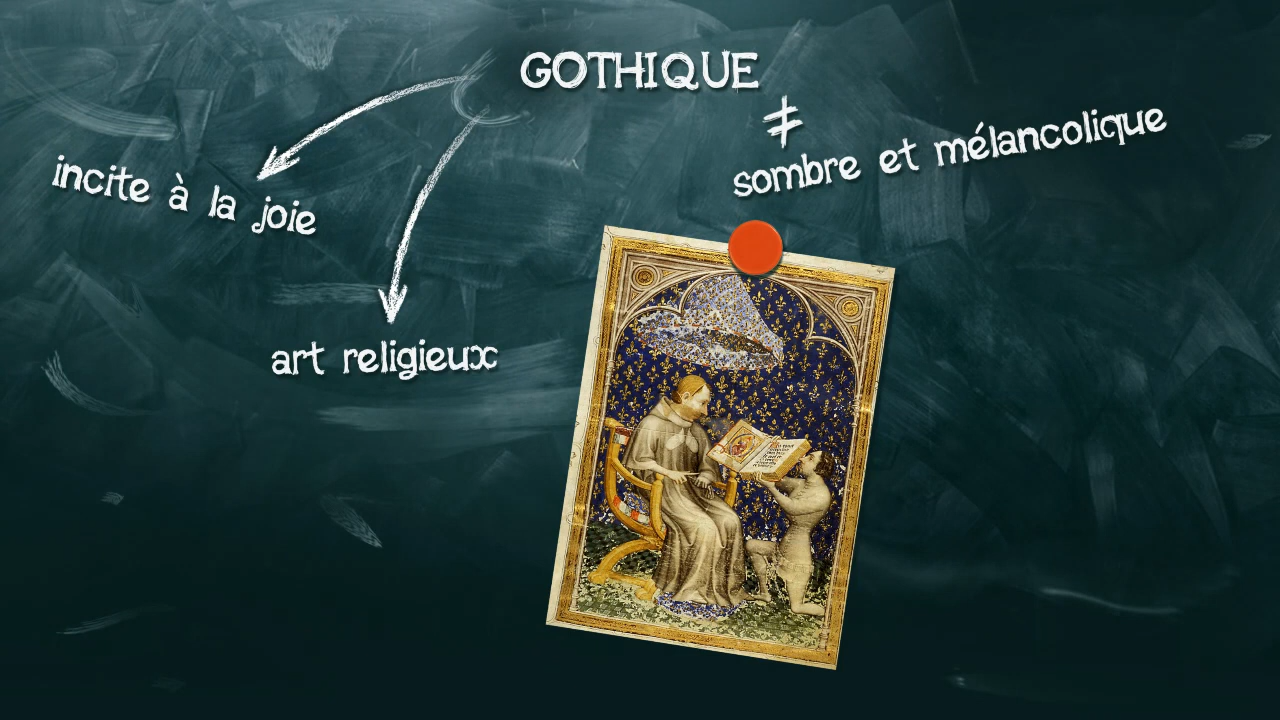 GOTHIQUE
≠
sombre et mélancolique
incite à la joie
art religieux